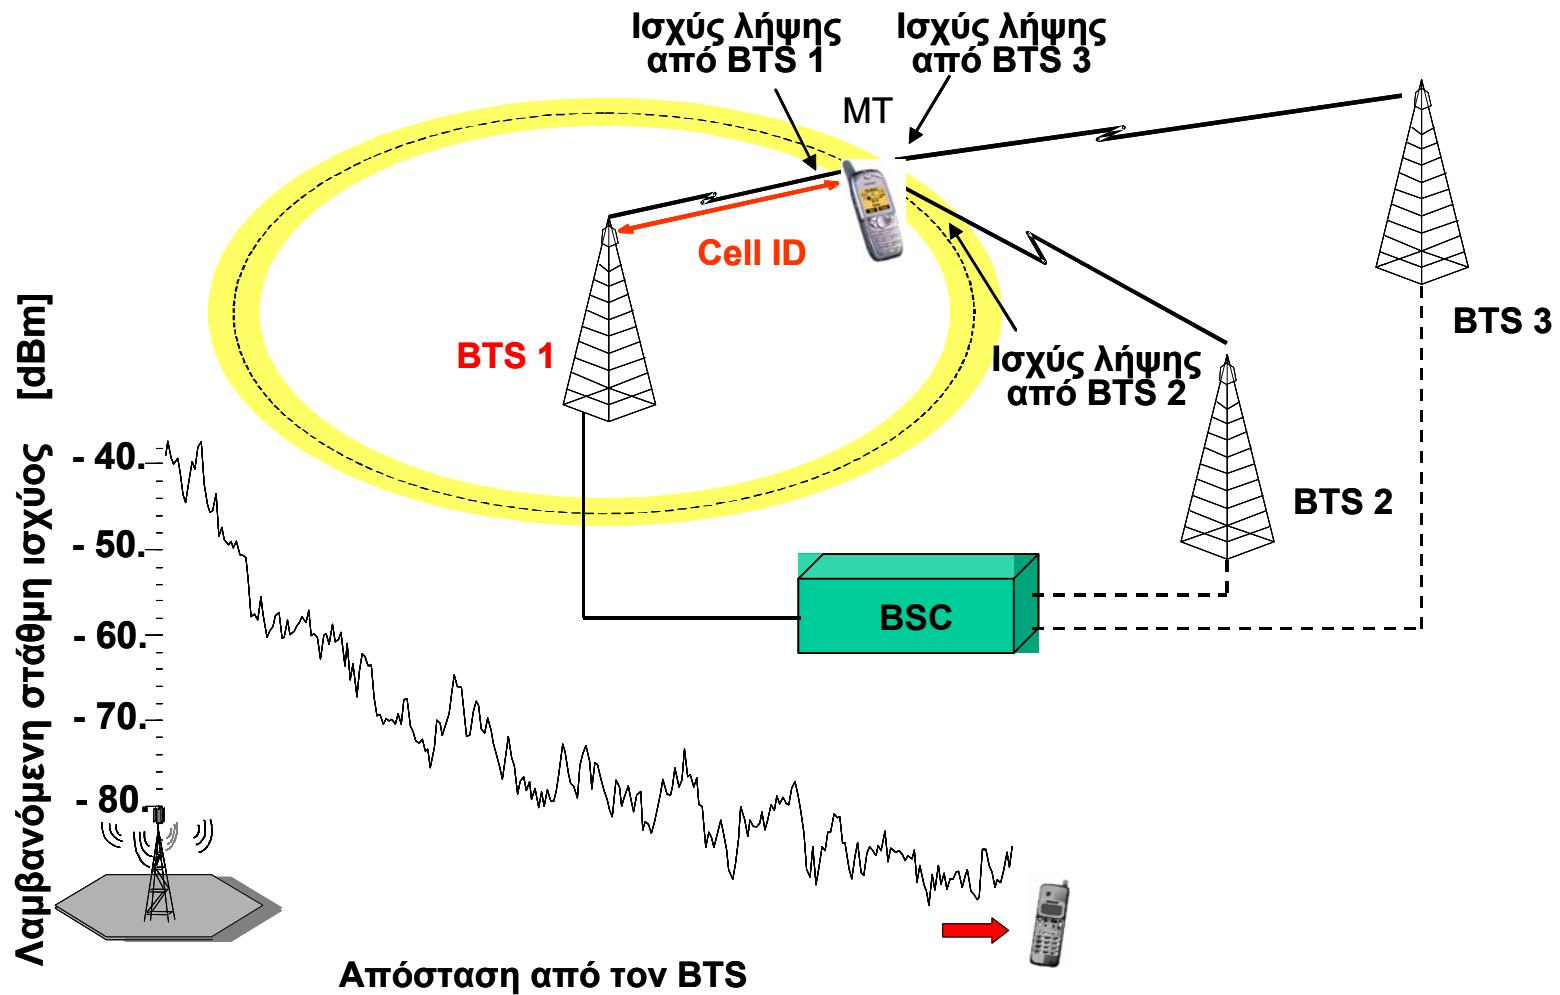 Ισχύς λήψης
από BTS 1
Ισχύς λήψης
από BTS 3
MT
Cell ID
BTS 1
BTS 3
Ισχύς λήψης
από BTS 2
BTS 2
BSC
Λαμβανόμενη στάθμη ισχύος [dBm]
- 40.
- 50.
- 60.
- 70.
- 80.
Απόσταση από τον BTS